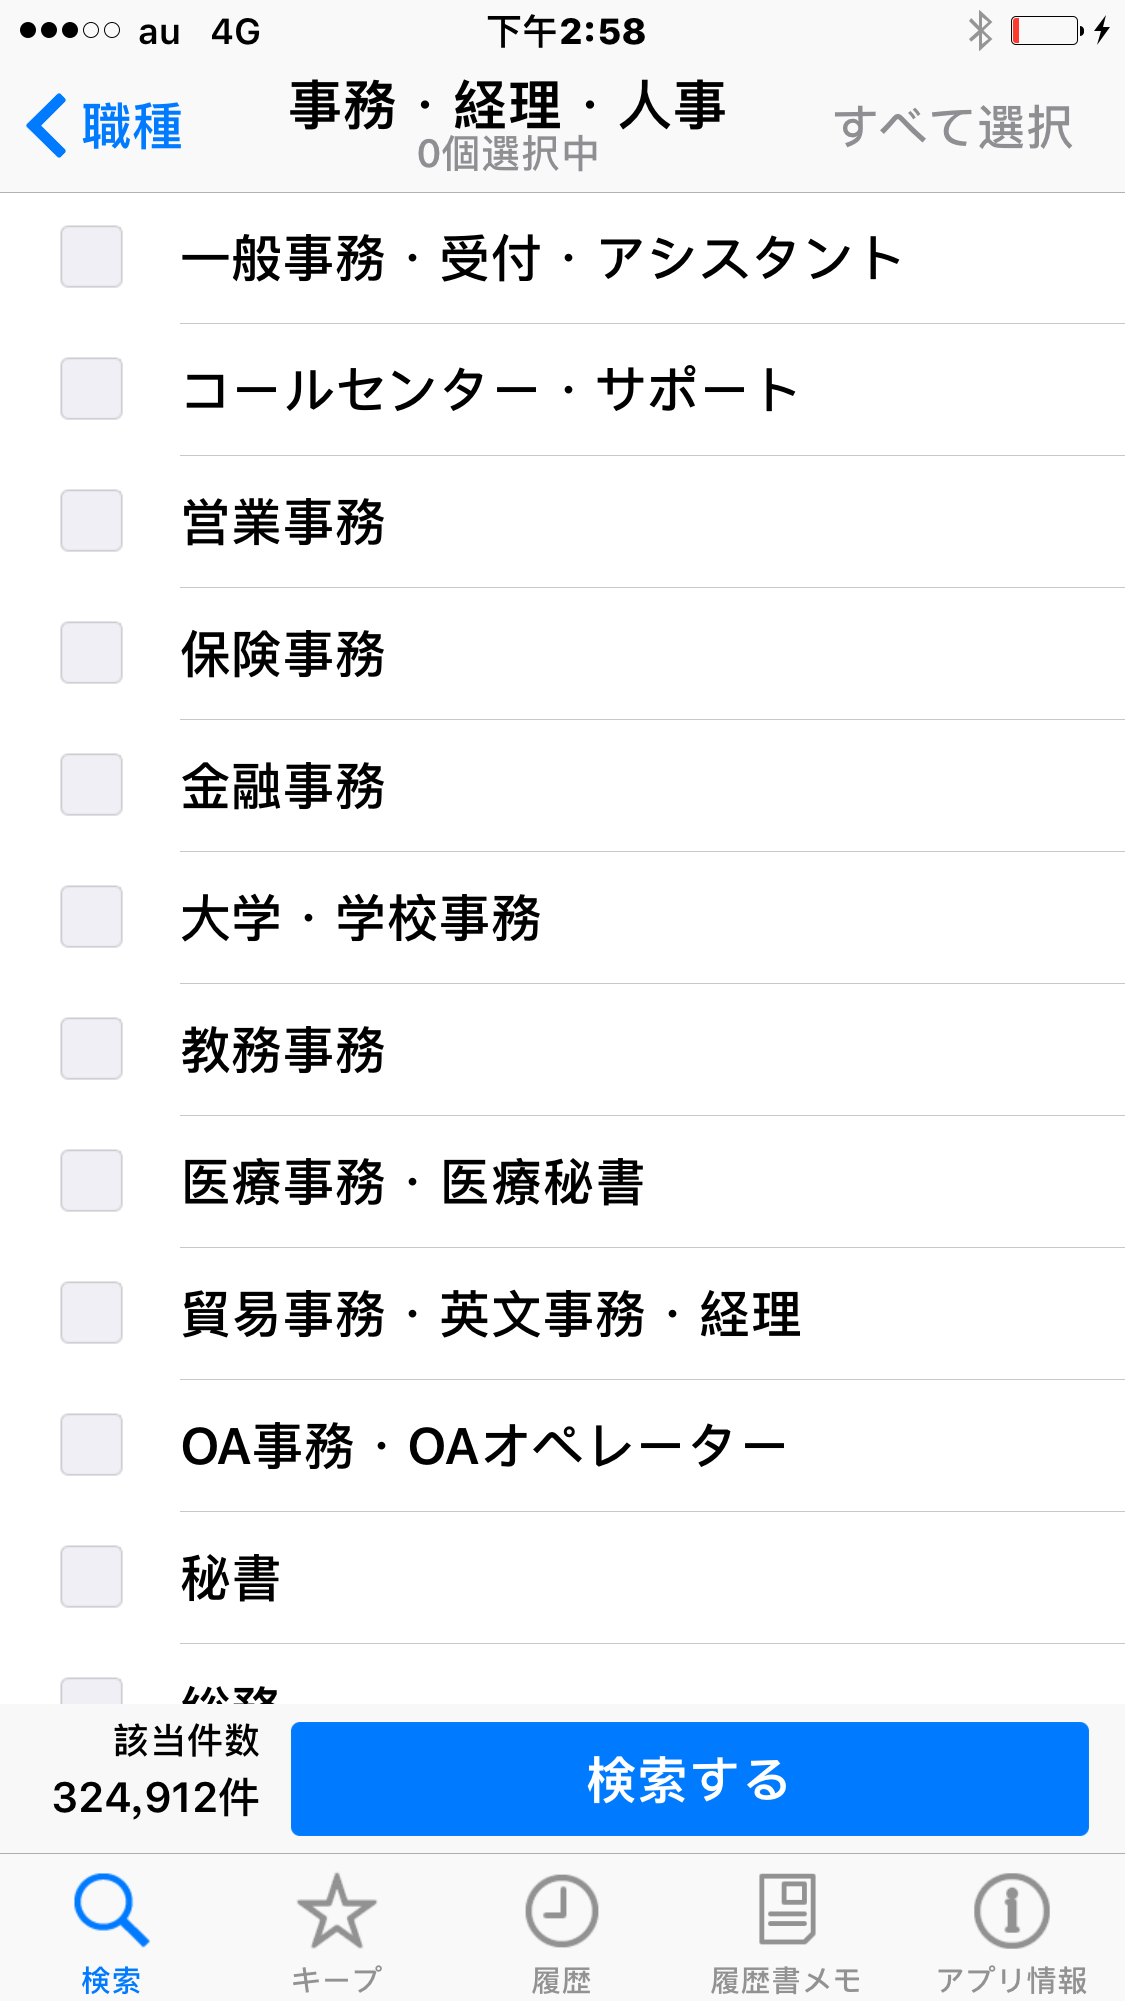 au 4G 下午2:58
職種
事務・経理・人事
0個選択中
すべて選択
一般事務・受付・アシスタント
コールセンター・サポート
営業事務
保険事務
金融事務
大学・学校事務
教務事務
医療事務・医療秘書
貿易事務・英文事務・経理
OA事務・OAオペレーター
秘書
総務
該当件数
324,912件
検索する
検索
キープ
履歴
履歴書メモ
アプリ情報